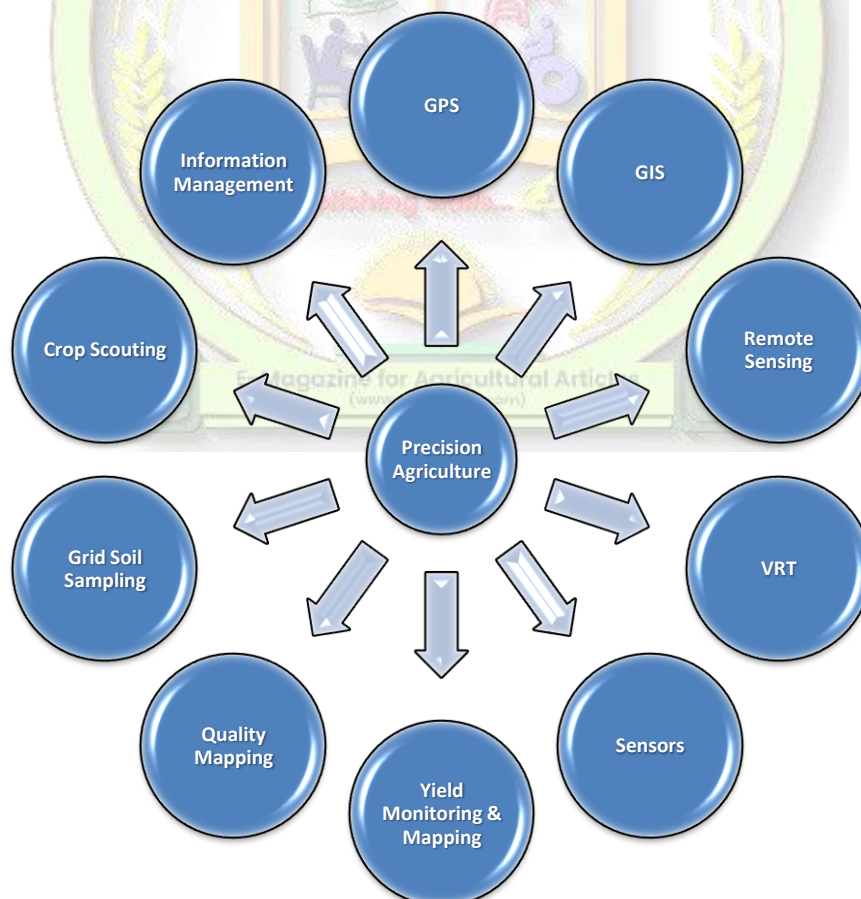 GPS
GIS
Remote
Sensing
VRT
Sensors
Yield
Monitoring &
Mapping
Quality
Mapping
Grid Soil
Sampling
Crop Scouting
Information
Management
Precision
Agriculture
Magazine for Agricultural Articles